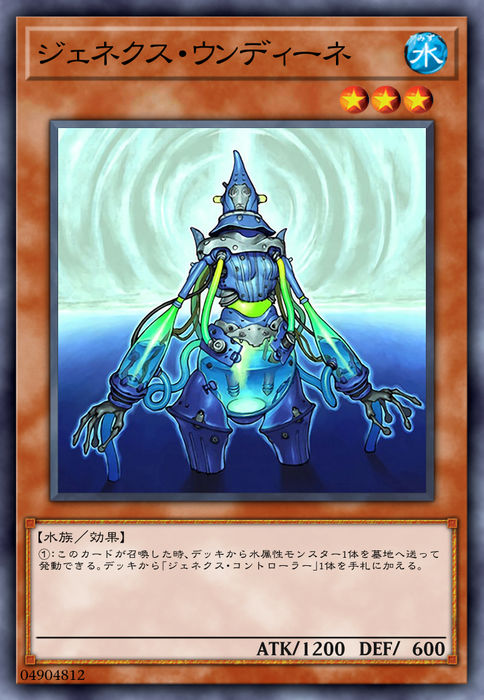 ジェネクス・ウンディーネ
みず
水
【水族／効果】
①：このカードが召喚した時、デッキから水属性モンスター1体を墓地へ送って
発動できる。デッキから「ジェネクス・コントローラー」1体を手札に加える。
ATK/1200 DEF/ 600
04904812